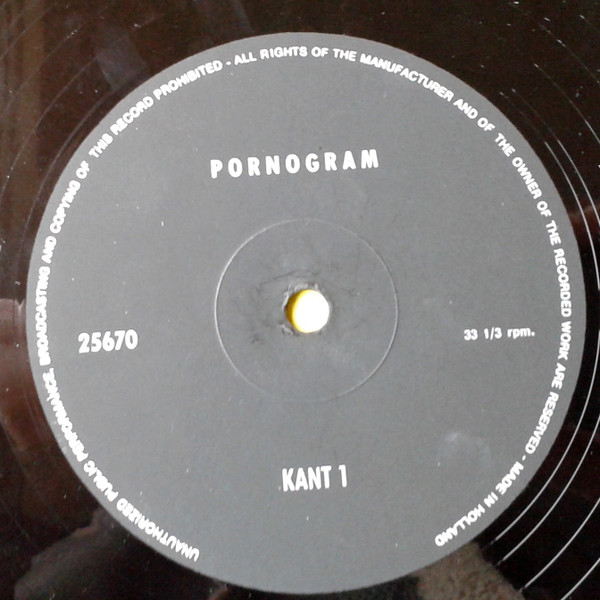 UNAUTHORIZED PUBLIC PERFORMANCE, BROADCASTING AND COPYING OF THIS RECORD PROHIBITED - ALL RIGHTS OF THE MANUFACTURER AND OF THE OWNER OF THE RECORDED WORK ARE RESERVED - MADE IN HOLLAND
PORNOGRAM
25670
33 1/3 rpm.
KANT 1